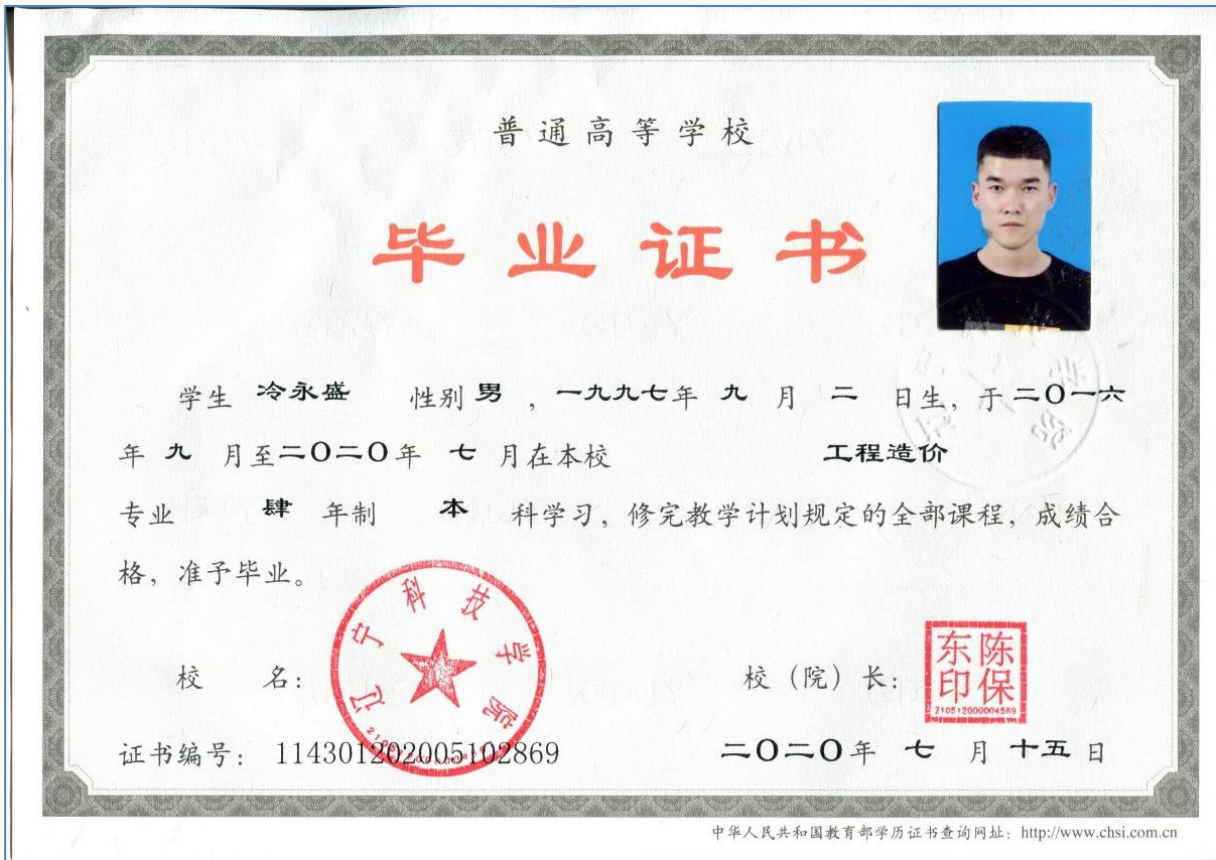 普通高等学校
毕业证书
学生 冷永盛 性别 男 ，一九九七年 九 月 二 日生，于二〇一六
年 九 月至二〇二〇年 七 月在本校 工程造价
专业 肆 年制 本 科学习，修完教学计划规定的全部课程，成绩合
格，准予毕业。
辽宁科技学院
校 名：
校（院）长：
陈保东印
210512000004569
证书编号： 114301202005102869
二〇二〇年 七 月 十五 日
中华人民共和国教育部学历证书查询网址：http://www.chsi.com.cn